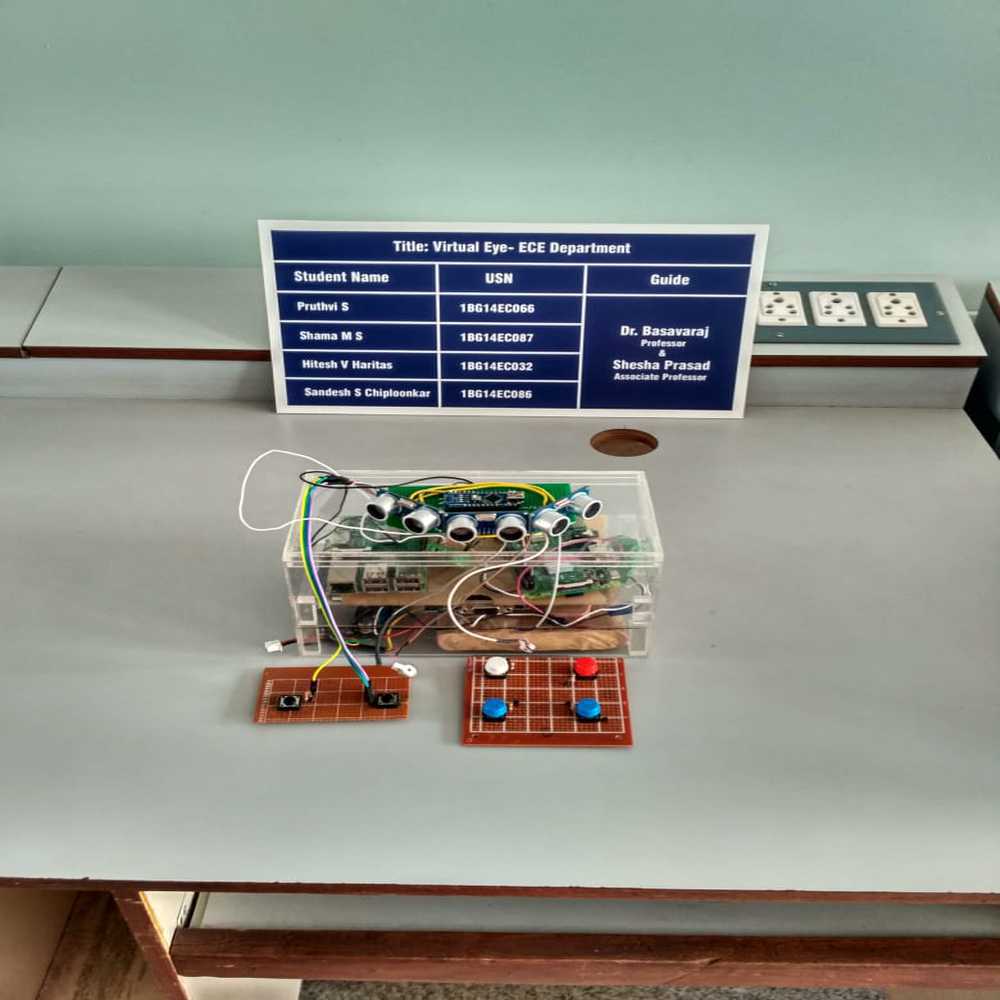 Title: Virtual Eye- ECE Department
Student Name USN Guide
Pruthvi S 1BG14EC066
Shama M S 1BG14EC087
Hitesh V Haritas 1BG14EC032
Sandesh S Chiploonkar 1BG14EC086
Dr. Basavaraj
Professor
&
Shesha Prasad
Associate Professor